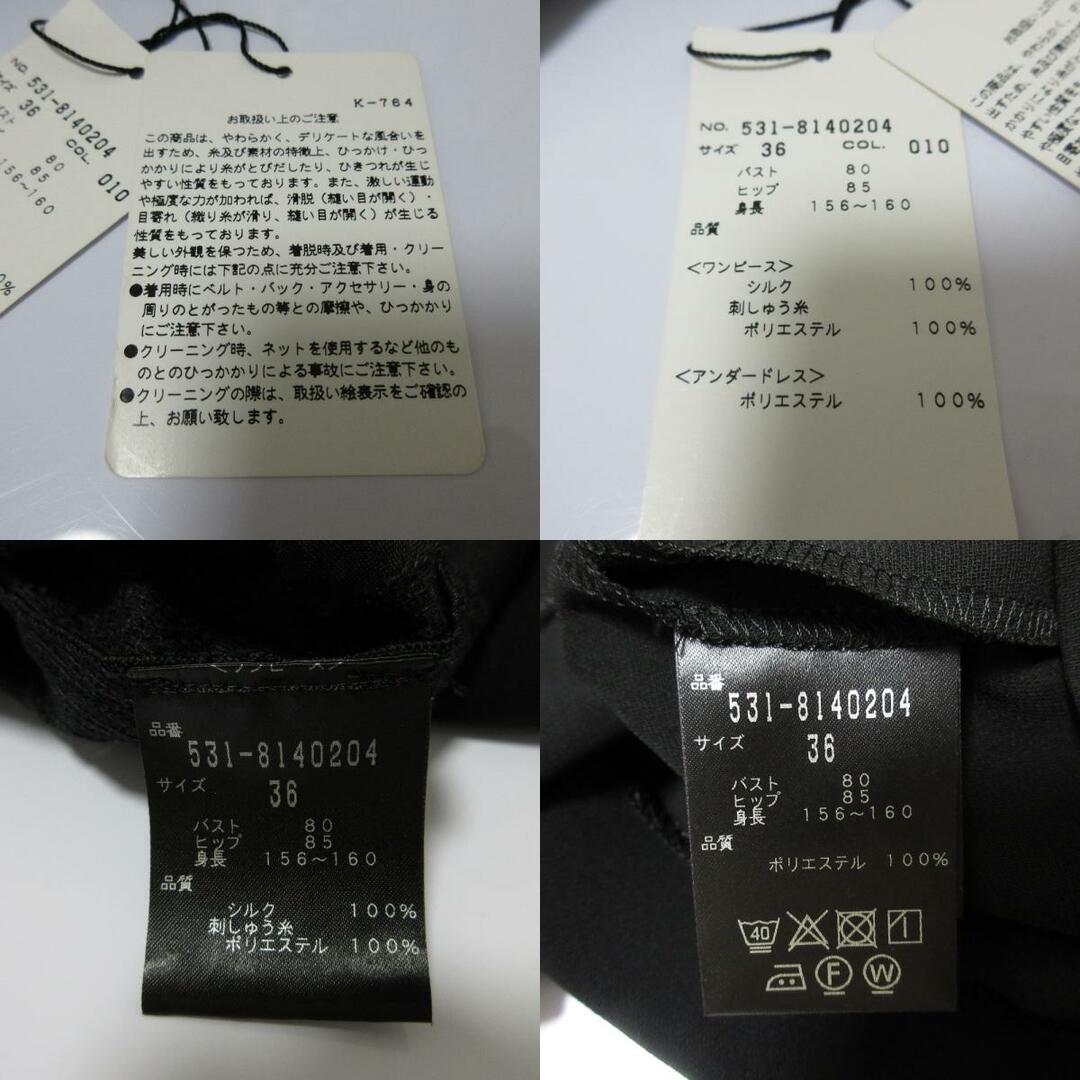 NO. 531-8140204
サイズ 36 COL. 010
80
85
156～160
0%
K-764
お取扱い上のご注意
この商品は、やわらかく、デリケートな風合いを
出すため、糸及び素材の特徴上、ひっかけ・ひっ
かかりにより糸がとびだしたり、ひきつれが生じ
やすい性質をもっております。また、激しい運動
や極度な力が加われば、滑脱（縫い目が開く）・
目寄れ（織り糸が滑り、縫い目が開く）が生じる
性質をもっております。
美しい外観を保つため、着脱時及び着用・クリー
ニング時には下記の点に充分ご注意下さい。
●着用時にベルト・バック・アクセサリー・身の
周りのとがったもの等との摩擦や、ひっかかり
にご注意下さい。
●クリーニング時、ネットを使用するなど他のも
のとのひっかかりによる事故にご注意下さい。
●クリーニングの際は、取扱い絵表示をご確認の
上、お願い致します。
NO. 531-8140204
サイズ 36 COL. 010
バスト 80
ヒップ 85
身長 156～160
品質
＜ワンピース＞
シルク 100%
刺しゅう糸
ポリエステル 100%
＜アンダードレス＞
ポリエステル 100%
品番
531-8140204
サイズ 36
バスト 80
ヒップ 85
身長 156～160
品質
シルク 100%
刺しゅう糸
ポリエステル 100%
品番
531-8140204
サイズ 36
バスト 80
ヒップ 85
身長 156～160
品質
ポリエステル 100%
40
F W